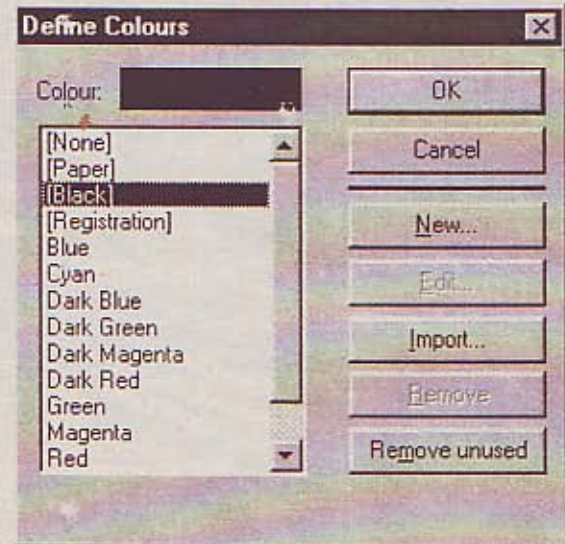 Define Colours
Colour:
[None]
[Paper]
[Black]
[Registration]
Blue
Cyan
Dark Blue
Dark Green
Dark Magenta
Dark Red
Green
Magenta
Red
OK
Cancel
New...
Edit...
Import...
Remove
Remove unused